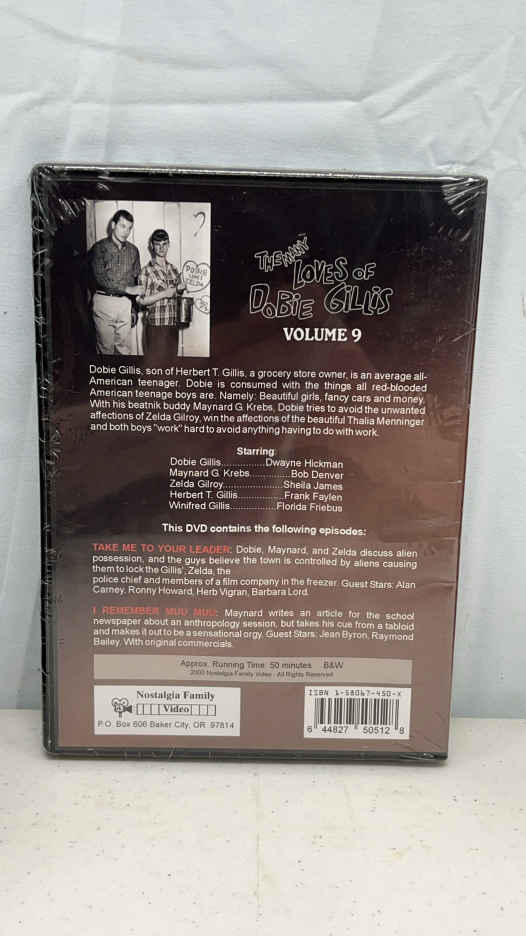 ?
DOBIE
LOVES
ZELDA
THE MANY
LOVES OF
DOBIE GILLIS
VOLUME 9
Dobie Gillis, son of Herbert T. Gillis, a grocery store owner, is an average all-
American teenager. Dobie is consumed with the things all red-blooded
American teenage boys are. Namely: Beautiful girls, fancy cars and money.
With his beatnik buddy Maynard G. Krebs, Dobie tries to avoid the unwanted
affections of Zelda Gilroy, win the affections of the beautiful Thalia Menninger
and both boys "work" hard to avoid anything having to do with work.
Starring:
Dobie Gillis................Dwayne Hickman
Maynard G. Krebs..............Bob Denver
Zelda Gilroy.....................Sheila James
Herbert T. Gillis................Frank Faylen
Winifred Gillis................Florida Friebus
This DVD contains the following episodes:
TAKE ME TO YOUR LEADER: Dobie, Maynard, and Zelda discuss alien
possession, and the guys believe the town is controlled by aliens causing
them to lock the Gillis', Zelda, the
police chief and members of a film company in the freezer. Guest Stars: Alan
Carney, Ronny Howard, Herb Vigran, Barbara Lord.
I REMEMBER MUU MUU: Maynard writes an article for the school
newspaper about an anthropology session, but takes his cue from a tabloid
and makes it out to be a sensational orgy. Guest Stars: Jean Byron, Raymond
Bailey. With original commercials.
Approx. Running Time: 50 minutes B&W
2000 Nostalgia Family Video - All Rights Reserved
Nostalgia Family
Video
P.O. Box 606 Baker City, OR 97814
ISBN 1-58067-450-X
6 44827 50512 8